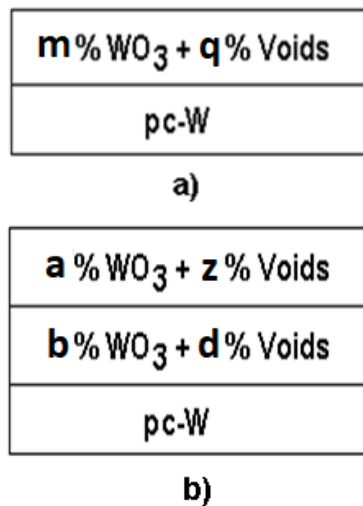 m % WO₃ + q % Voids
pc-W
a)
a % WO₃ + z % Voids
b % WO₃ + d % Voids
pc-W
b)